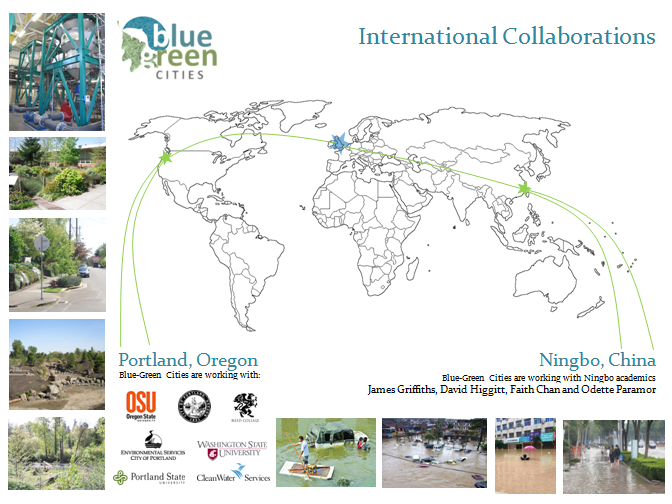 blue
green
CITIES
International Collaborations
Portland, Oregon
Blue-Green Cities are working with:
Ningbo, China
Blue-Green Cities are working with Ningbo academics
James Griffiths, David Higgitt, Faith Chan and Odette Paramor
OSU
Oregon State
UNIVERSITY
REED COLLEGE
ENVIRONMENTAL SERVICES
CITY OF PORTLAND
WASHINGTON STATE
UNIVERSITY
Portland State
UNIVERSITY
CleanWater Services